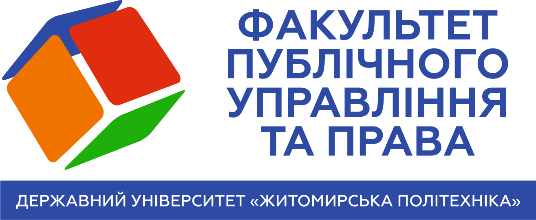 ФАКУЛЬТЕТ
ПУБЛІЧНОГО
УПРАВЛІННЯ
ТА ПРАВА
ДЕРЖАВНИЙ УНІВЕРСИТЕТ «ЖИТОМИРСЬКА ПОЛІТЕХНІКА»